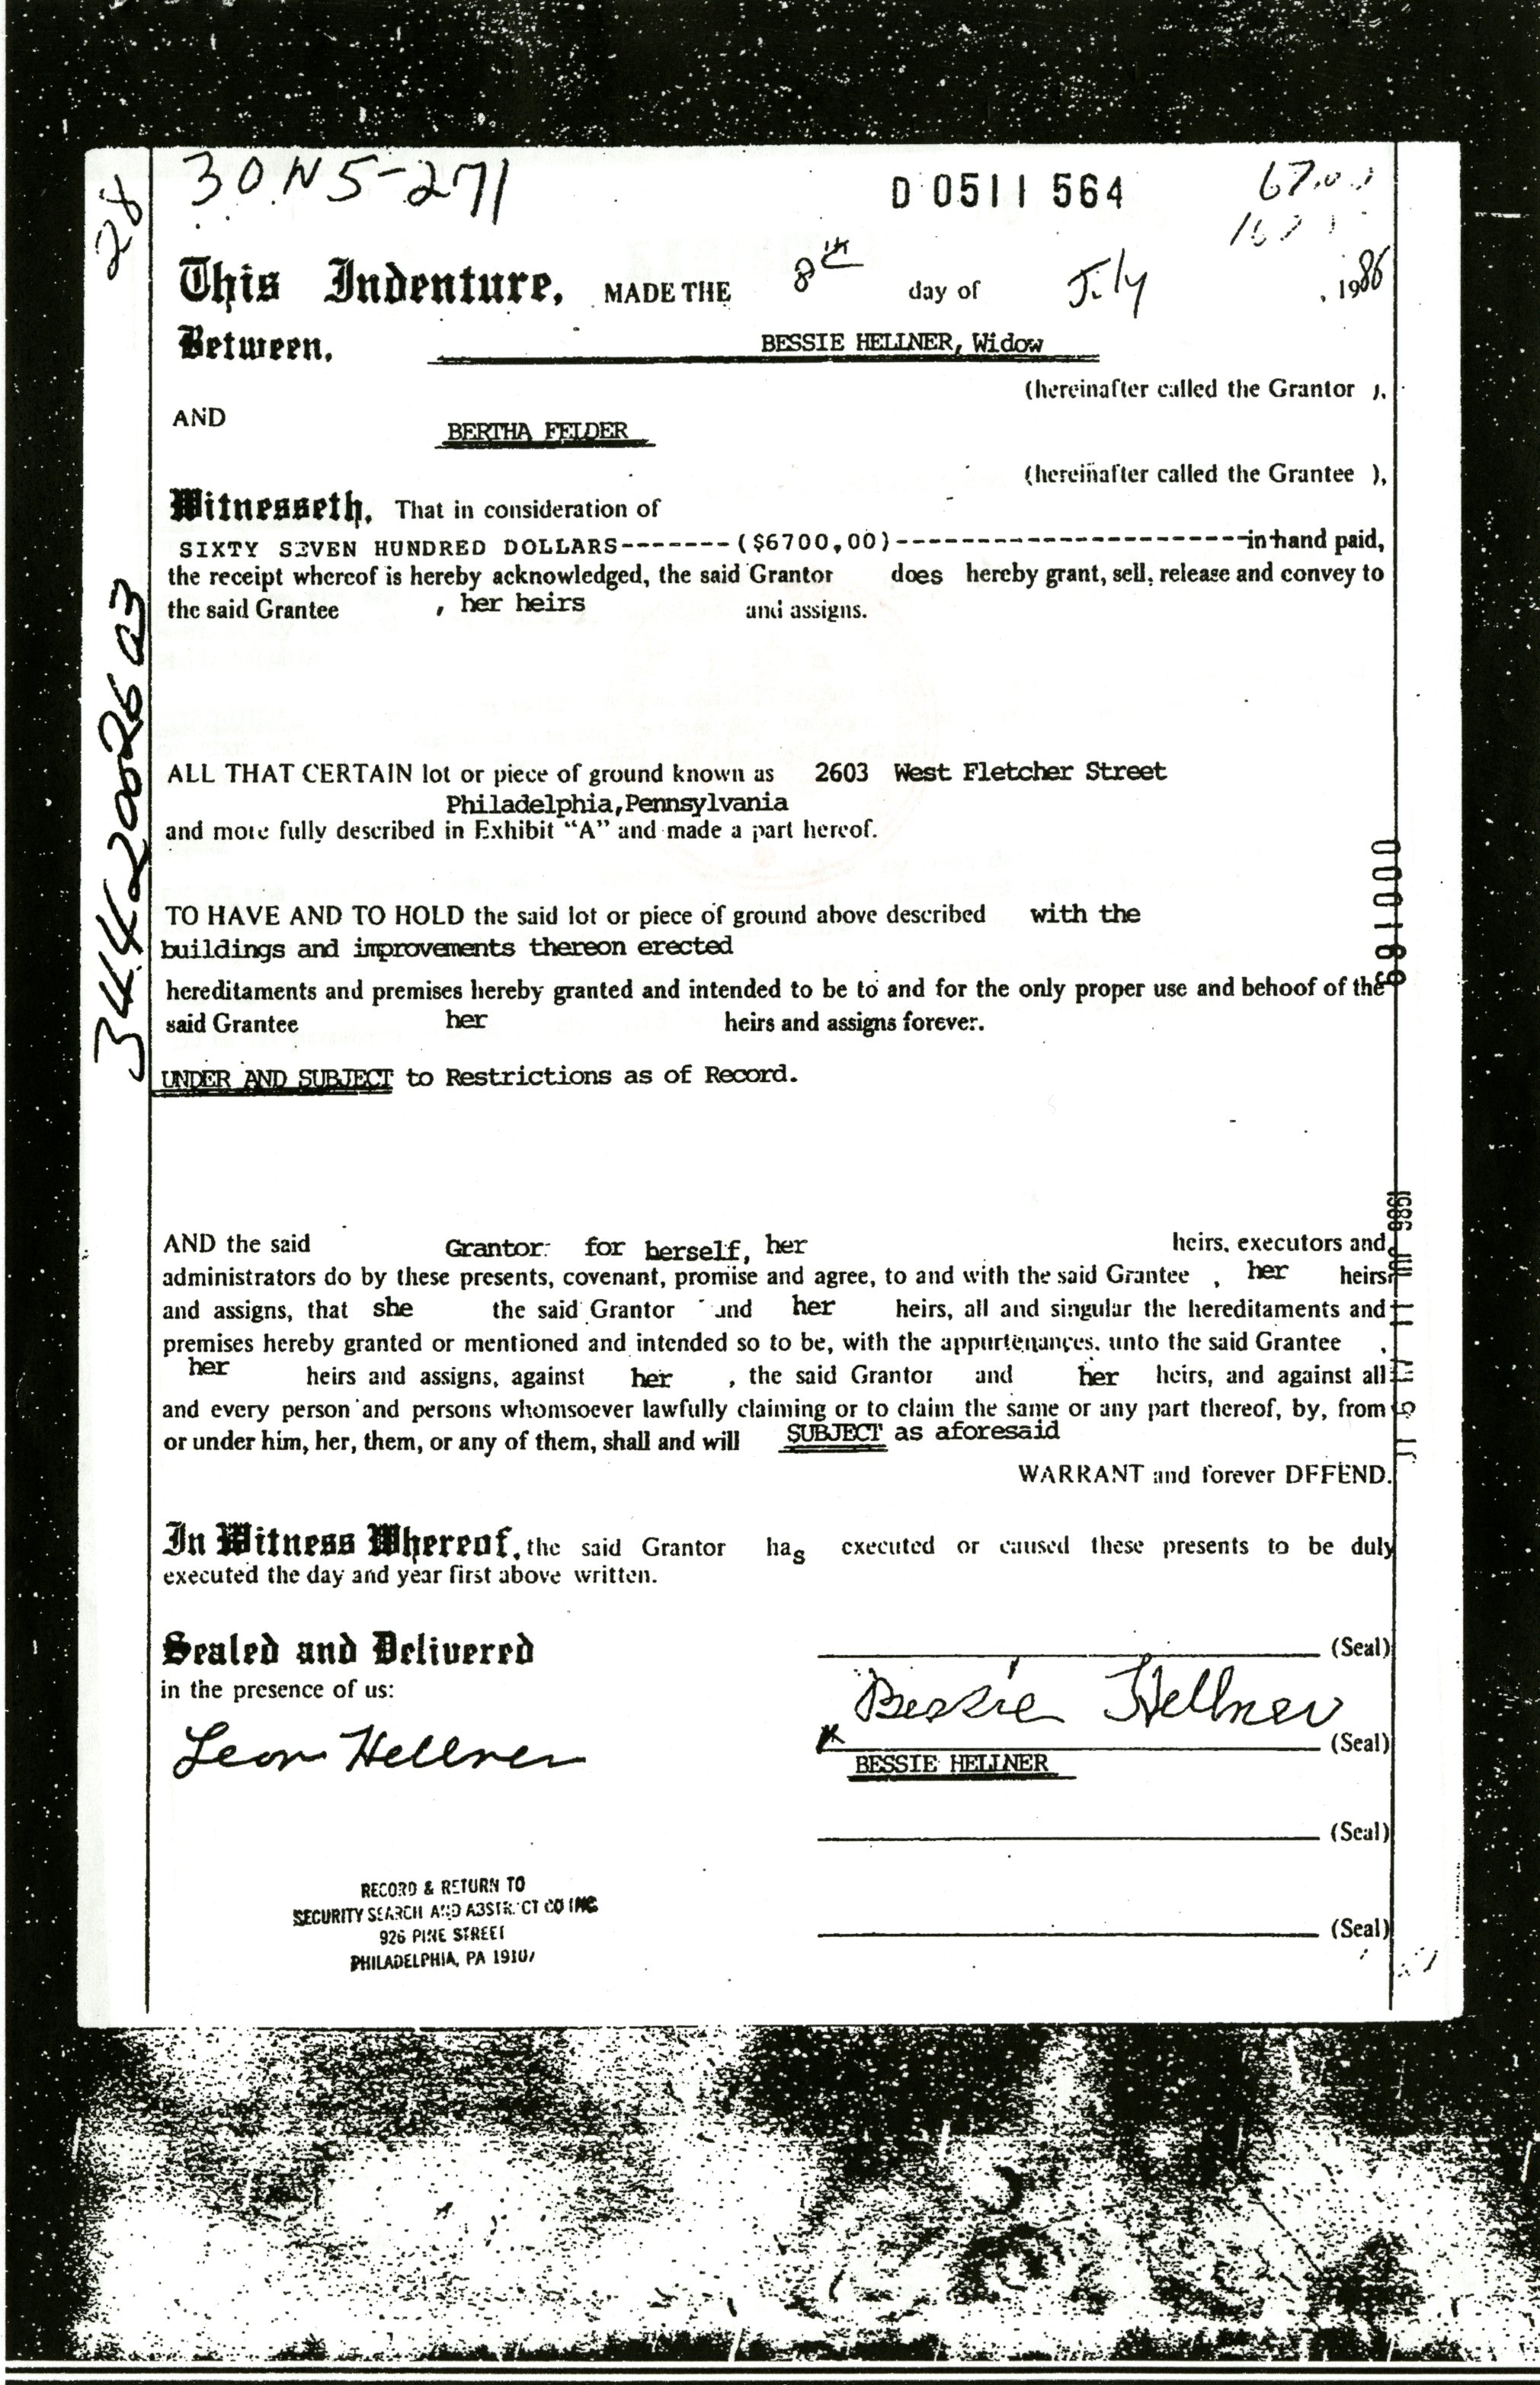 30N5-271
D 0511 564
67.00
28
This Indenture, MADE THE 8th day of July , 1986
Between, BESSIE HELLNER, Widow
(hereinafter called the Grantor ),
AND
BERTHA FELDER
(hereinafter called the Grantee ),
Witnesseth, That in consideration of
SIXTY SEVEN HUNDRED DOLLARS-------($6700,00)----------------------in hand paid,
the receipt whereof is hereby acknowledged, the said Grantor does hereby grant, sell, release and convey to
the said Grantee , her heirs and assigns.
34420026 03
ALL THAT CERTAIN lot or piece of ground known as 2603 West Fletcher Street
Philadelphia,Pennsylvania
and more fully described in Exhibit “A” and made a part hereof.
000189
TO HAVE AND TO HOLD the said lot or piece of ground above described with the
buildings and improvements thereon erected
hereditaments and premises hereby granted and intended to be to and for the only proper use and behoof of the
said Grantee her heirs and assigns forever.
UNDER AND SUBJECT to Restrictions as of Record.
1986
AND the said Grantor for herself, her heirs, executors and
administrators do by these presents, covenant, promise and agree, to and with the said Grantee , her heirs
and assigns, that she the said Grantor and her heirs, all and singular the hereditaments and
premises hereby granted or mentioned and intended so to be, with the appurtenances, unto the said Grantee ,
her heirs and assigns, against her , the said Grantor and her heirs, and against all
and every person and persons whomsoever lawfully claiming or to claim the same or any part thereof, by, from
or under him, her, them, or any of them, shall and will SUBJECT as aforesaid
WARRANT and forever DEFEND.
In Witness Whereof, the said Grantor has executed or caused these presents to be duly
executed the day and year first above written.
Sealed and Delivered
in the presence of us:
(Seal)
Leon Hellner
Bessie Hellner
x (Seal)
BESSIE HELLNER
(Seal)
(Seal)
RECORD & RETURN TO
SECURITY SEARCH AND ABSTRACT CO INC.
926 PINE STREET
PHILADELPHIA, PA 19107